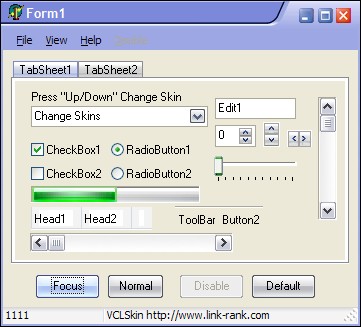 Form1
File View Help
TabSheet1 TabSheet2
Press "Up/Down" Change Skin
Change Skins
Edit1
0
CheckBox1 RadioButton1
CheckBox2 RadioButton2
Head1 Head2
ToolBar Button2
Focus Normal Disable Default
1111 VCLSkin http://www.link-rank.com